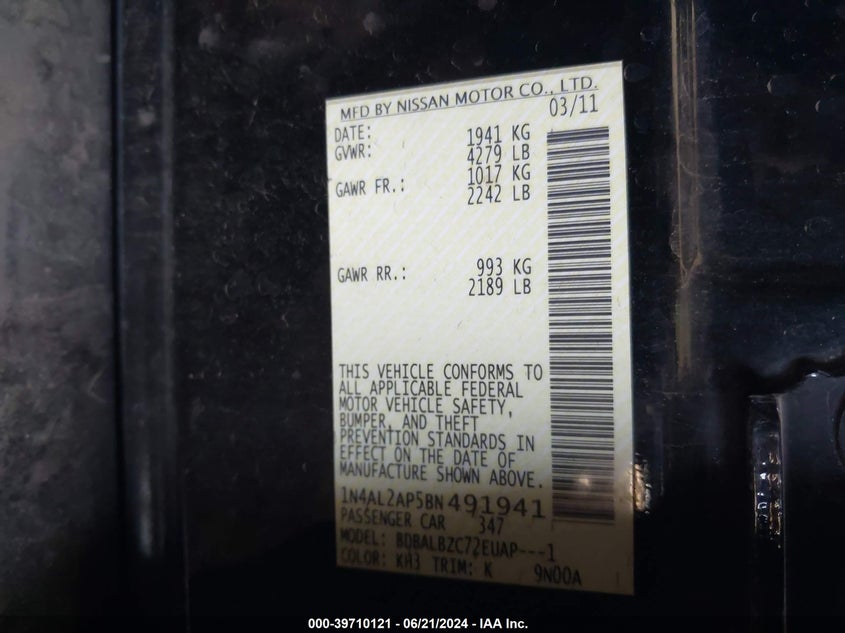 MFD BY NISSAN MOTOR CO., LTD.
DATE: 03/11
GVWR: 1941 KG
4279 LB
GAWR FR.: 1017 KG
2242 LB
GAWR RR.: 993 KG
2189 LB
THIS VEHICLE CONFORMS TO
ALL APPLICABLE FEDERAL
MOTOR VEHICLE SAFETY,
BUMPER, AND THEFT
PREVENTION STANDARDS IN
EFFECT ON THE DATE OF
MANUFACTURE SHOWN ABOVE.
1N4AL2AP5BN491941
PASSENGER CAR 347
MODEL: BDBALBZC72EUAP---1
COLOR: KH3 TRIM: K 9N00A
000-39710121 - 06/21/2024 - IAA Inc.